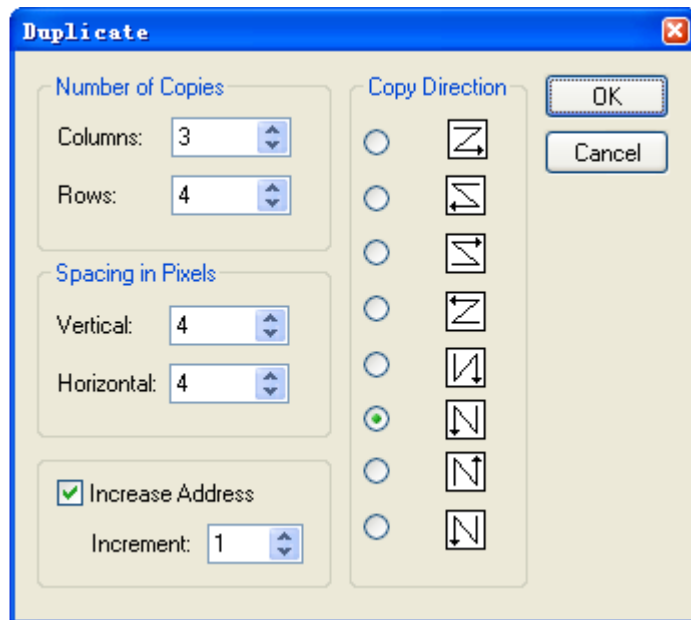 Duplicate
Number of Copies
Columns: 3
Rows: 4
Spacing in Pixels
Vertical: 4
Horizontal: 4
Increase Address
Increment: 1
Copy Direction
OK
Cancel